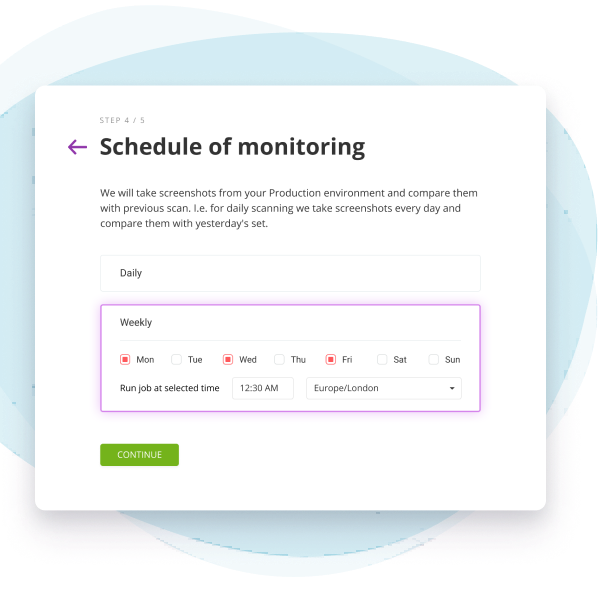 STEP 4 / 5
Schedule of monitoring
We will take screenshots from your Production environment and compare them
with previous scan. I.e. for daily scanning we take screenshots every day and
compare them with yesterday's set.
Daily
Weekly
Mon Tue Wed Thu Fri Sat Sun
Run job at selected time 12:30 AM Europe/London
CONTINUE